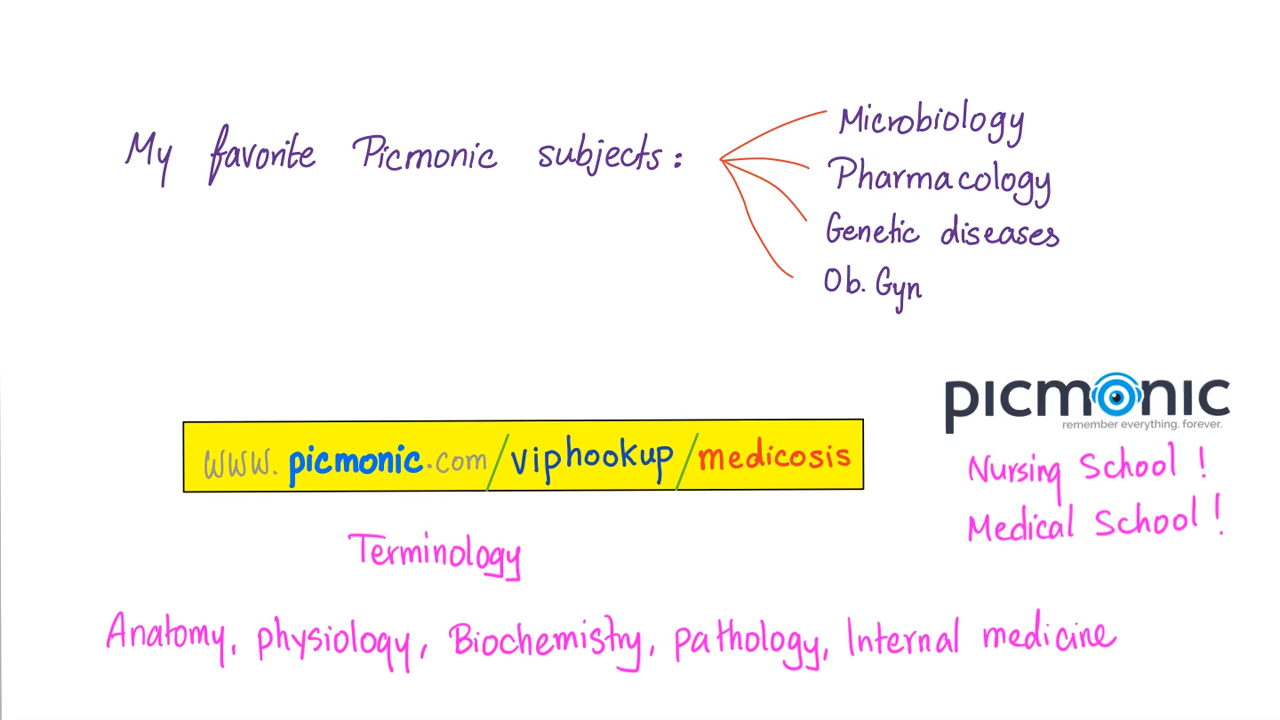 My favorite Picmonic subjects:
Microbiology
Pharmacology
Genetic diseases
Ob. Gyn
picmonic
remember everything. forever.
www.picmonic.com/viphookup/medicosis
Nursing School !
Medical School !
Terminology
Anatomy, physiology, Biochemistry, pathology, Internal medicine